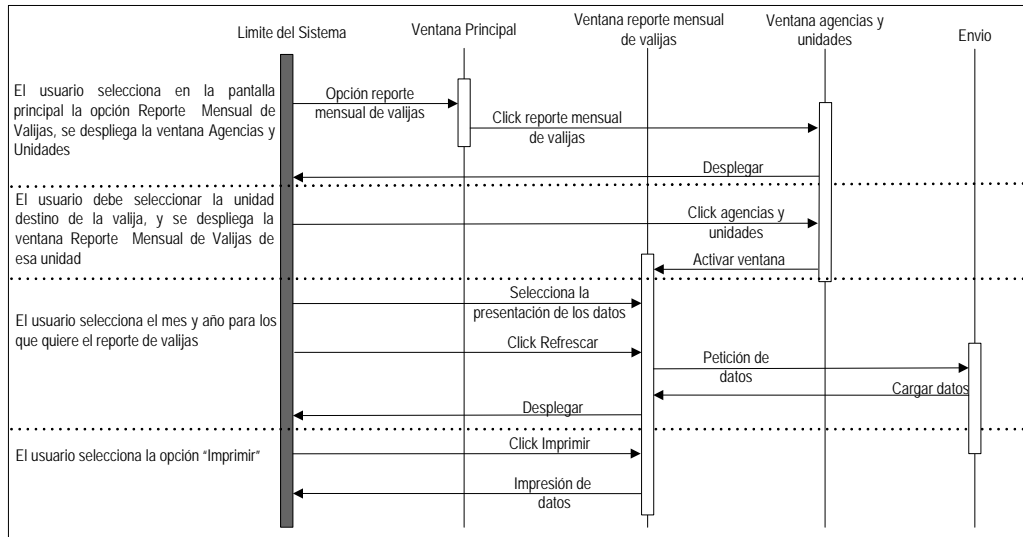 Limite del Sistema
Ventana Principal
Ventana reporte mensual
de valijas
Ventana agencias y
unidades
Envio
El usuario selecciona en la pantalla
principal la opción Reporte Mensual de
Valijas, se despliega la ventana Agencias y
Unidades
Opción reporte
mensual de valijas
Click reporte mensual
de valijas
Desplegar
El usuario debe seleccionar la unidad
destino de la valija, y se despliega la
ventana Reporte Mensual de Valijas de
esa unidad
Click agencias y
unidades
Activar ventana
El usuario selecciona el mes y año para los
que quiere el reporte de valijas
Selecciona la
presentación de los datos
Click Refrescar
Petición de
datos
Cargar datos
Desplegar
El usuario selecciona la opción “Imprimir”
Click Imprimir
Impresión de
datos